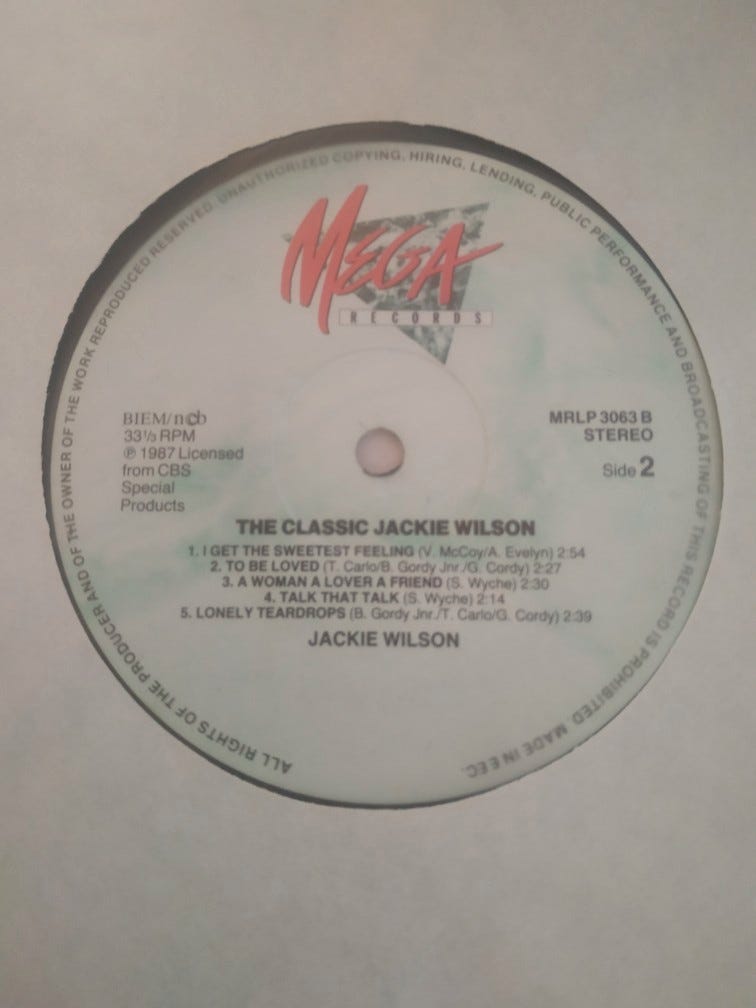 ALL RIGHTS OF THE PRODUCER AND OF THE OWNER OF THE WORK REPRODUCED RESERVED. UNAUTHORIZED COPYING, HIRING, LENDING, PUBLIC PERFORMANCE AND BROADCASTING OF THIS RECORD IS PROHIBITED. MADE IN EEC.
MEGA
RECORDS
BIEM/ncb
33⅓ RPM
℗ 1987 Licensed
from CBS
Special
Products
MRLP 3063 B
STEREO
Side 2
THE CLASSIC JACKIE WILSON
1. I GET THE SWEETEST FEELING (V. McCoy/A. Evelyn) 2:54
2. TO BE LOVED (T. Carlo/B. Gordy Jnr./G. Cordy) 2:27
3. A WOMAN A LOVER A FRIEND (S. Wyche) 2:30
4. TALK THAT TALK (S. Wyche) 2:14
5. LONELY TEARDROPS (B. Gordy Jnr./T. Carlo/G. Cordy) 2:39
JACKIE WILSON